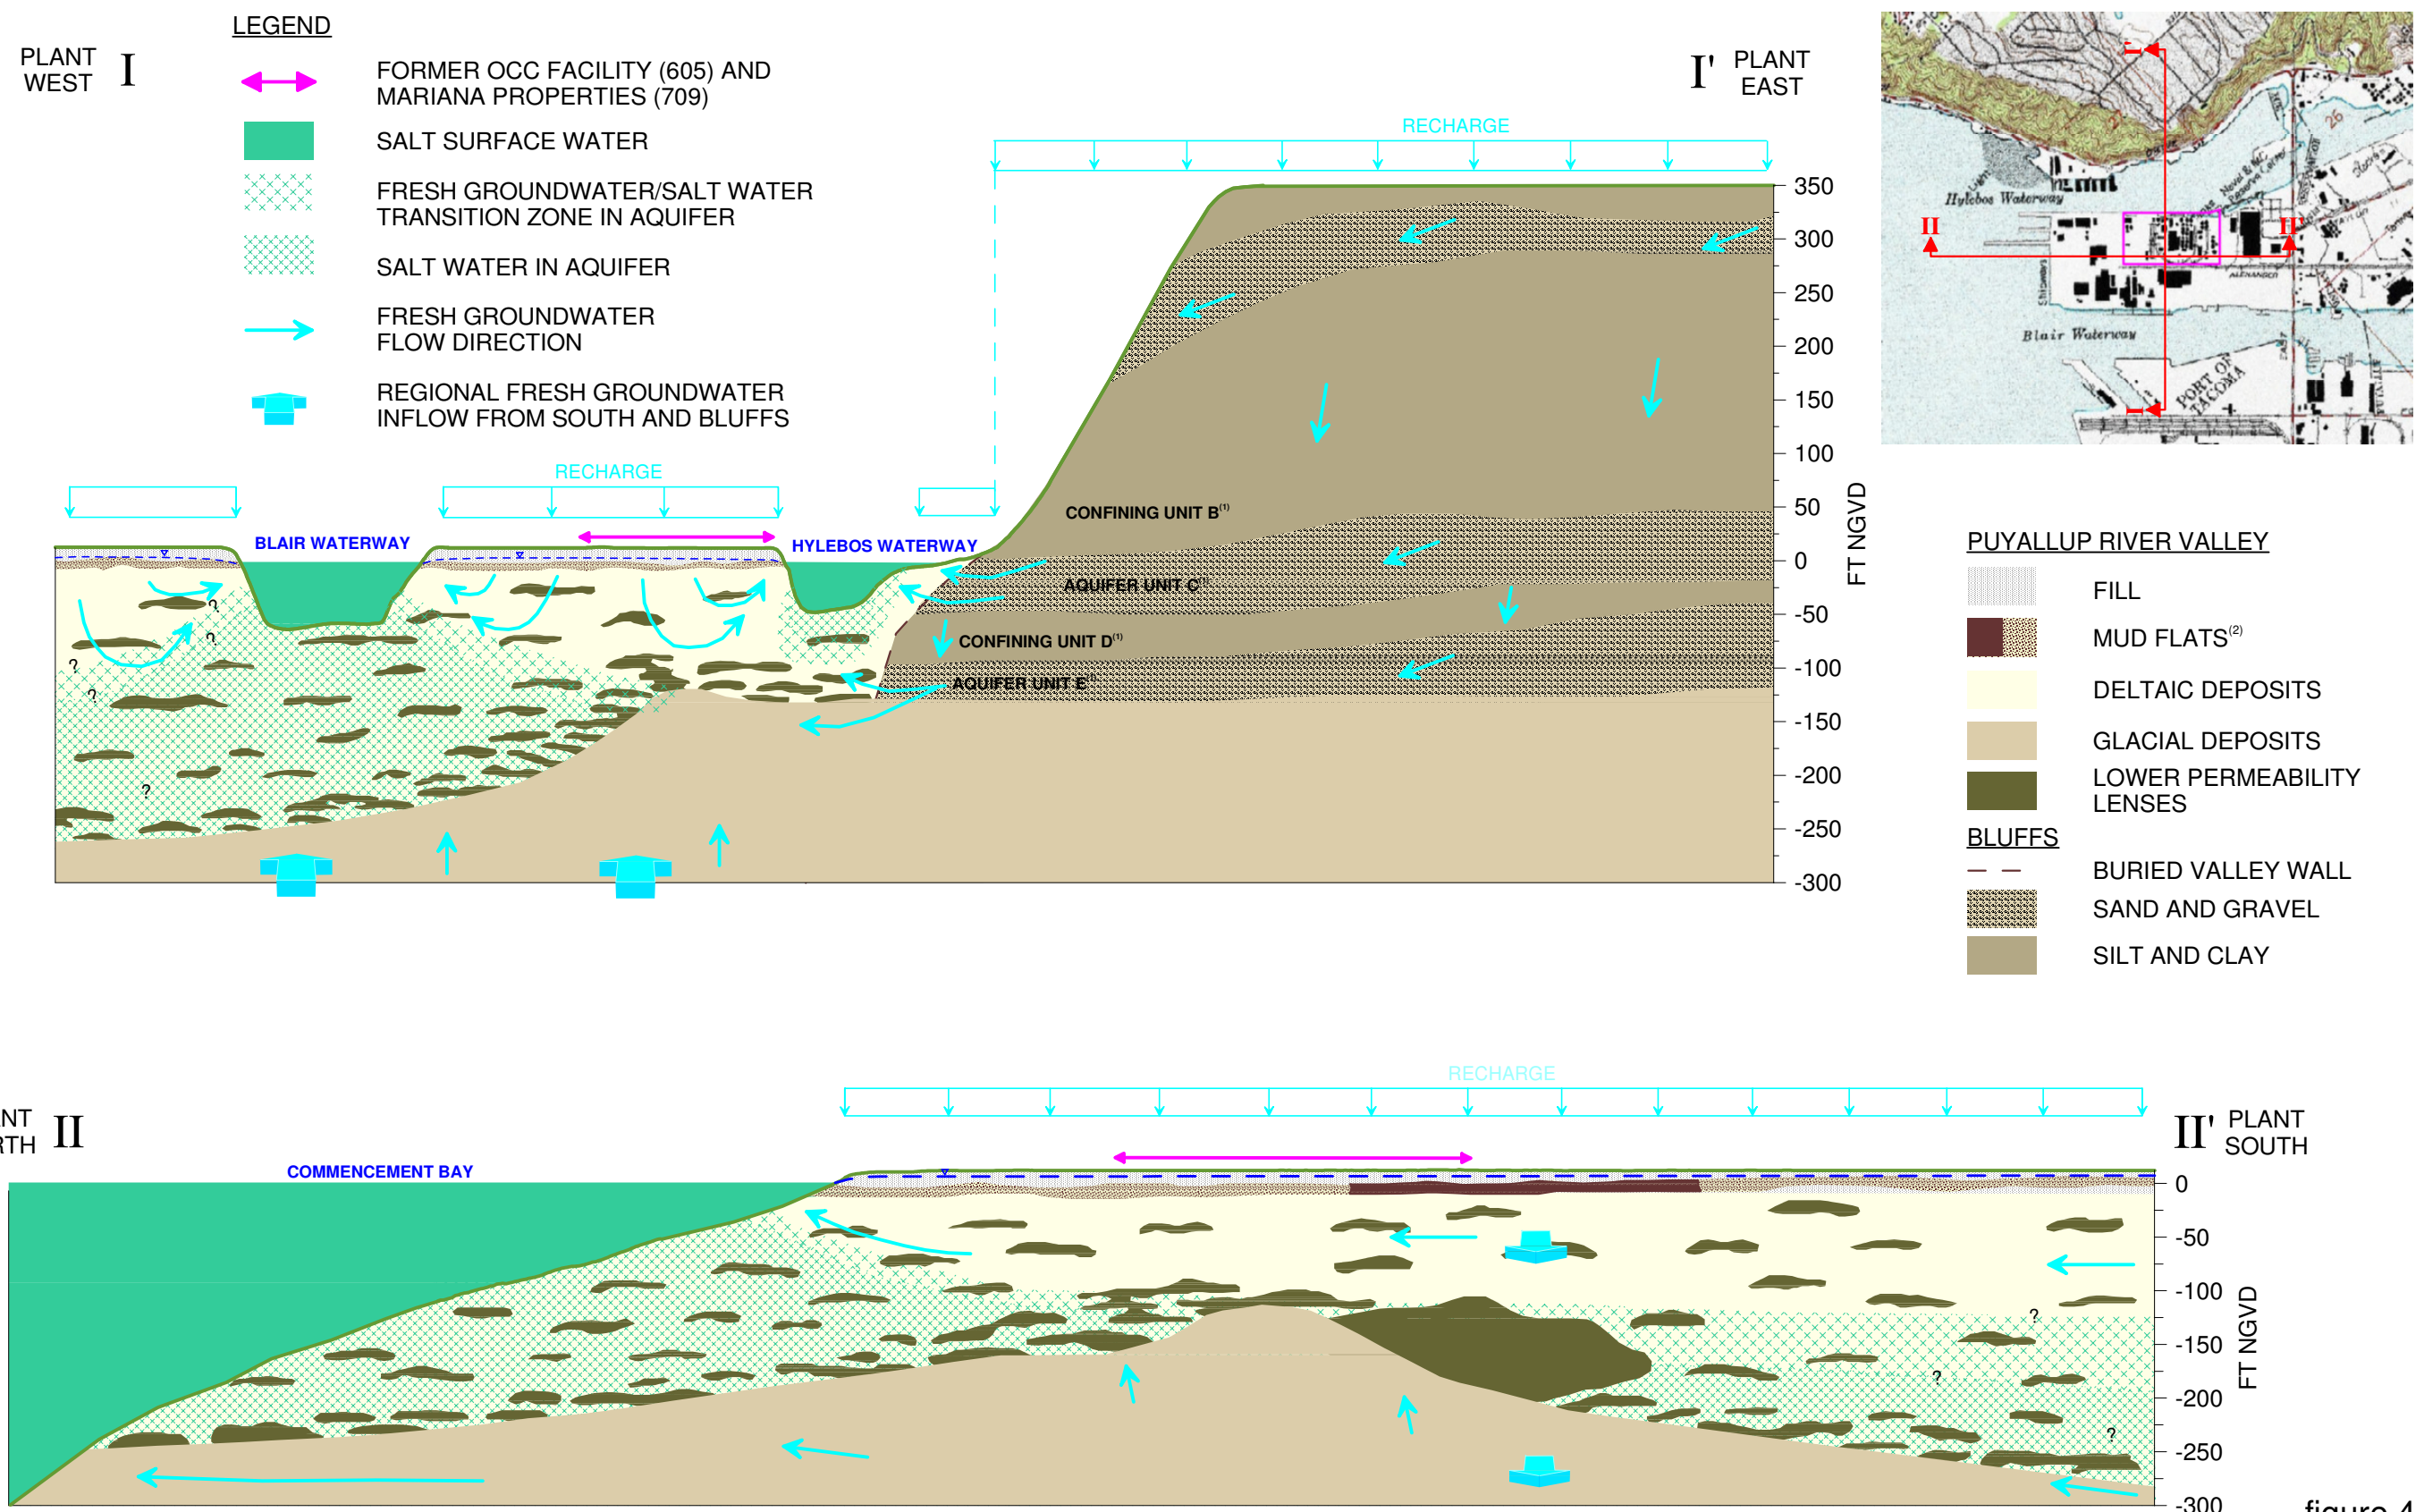 LEGEND
PLANT
WEST
I
FORMER OCC FACILITY (605) AND
MARIANA PROPERTIES (709)
SALT SURFACE WATER
FRESH GROUNDWATER/SALT WATER
TRANSITION ZONE IN AQUIFER
SALT WATER IN AQUIFER
FRESH GROUNDWATER
FLOW DIRECTION
REGIONAL FRESH GROUNDWATER
INFLOW FROM SOUTH AND BLUFFS
I'
PLANT
EAST
RECHARGE
RECHARGE
BLAIR WATERWAY
HYLEBOS WATERWAY
CONFINING UNIT B(1)
AQUIFER UNIT C(1)
CONFINING UNIT D(1)
AQUIFER UNIT E(1)
?
?
?
?
?
350
300
250
200
150
100
50
0
-50
-100
-150
-200
-250
-300
FT NGVD
Hylebos Waterway
Blair Waterway
PORT OF
TACOMA
26
II
II'
PUYALLUP RIVER VALLEY
FILL
MUD FLATS(2)
DELTAIC DEPOSITS
GLACIAL DEPOSITS
LOWER PERMEABILITY
LENSES
BLUFFS
BURIED VALLEY WALL
SAND AND GRAVEL
SILT AND CLAY
RECHARGE
II
II'
PLANT
SOUTH
COMMENCEMENT BAY
?
?
?
0
-50
-100
-150
-200
-250
-300
FT NGVD